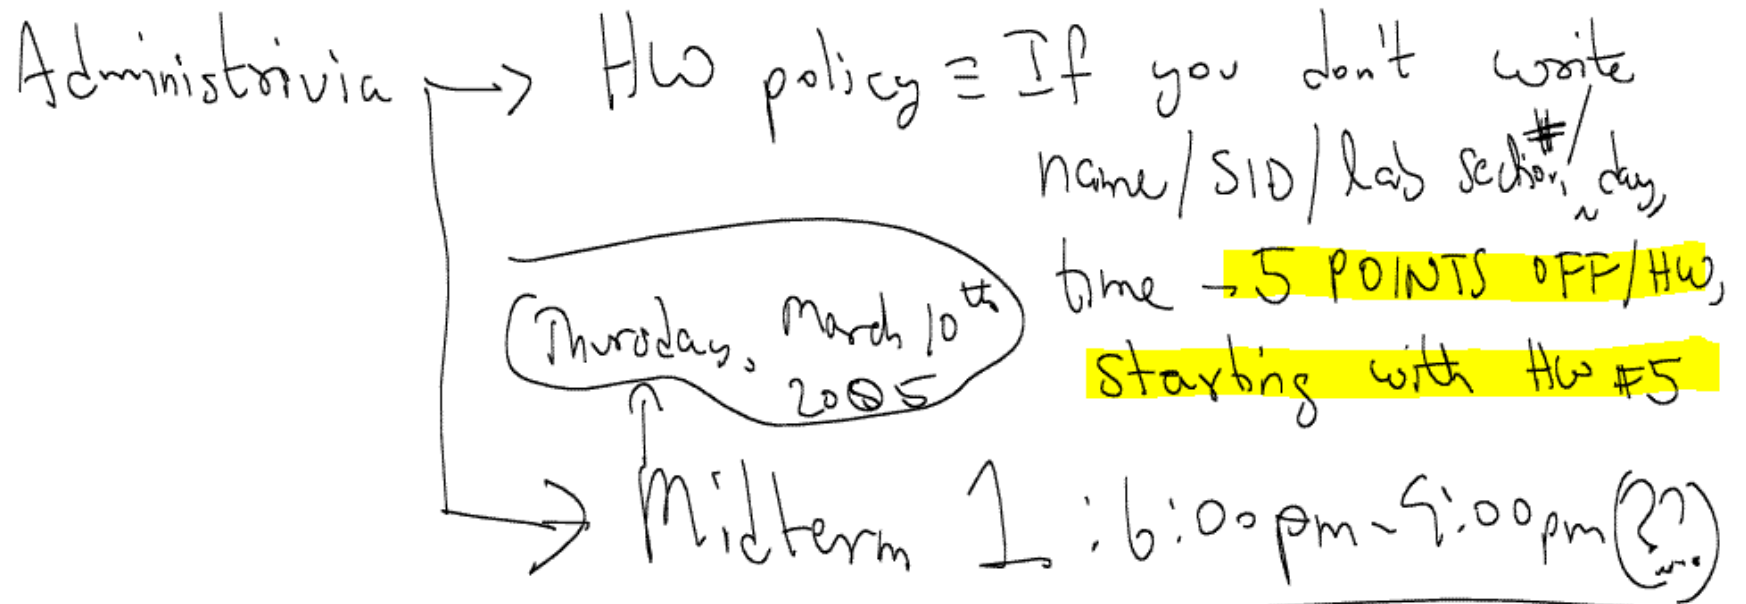 Administrivia → HW policy ≡ If you don't write
name/SID/lab section #/day,
time → 5 POINTS OFF/HW,
starting with HW #5
Thursday, March 10th
2005
Midterm 1 : 6:00pm - 9:00pm (??)